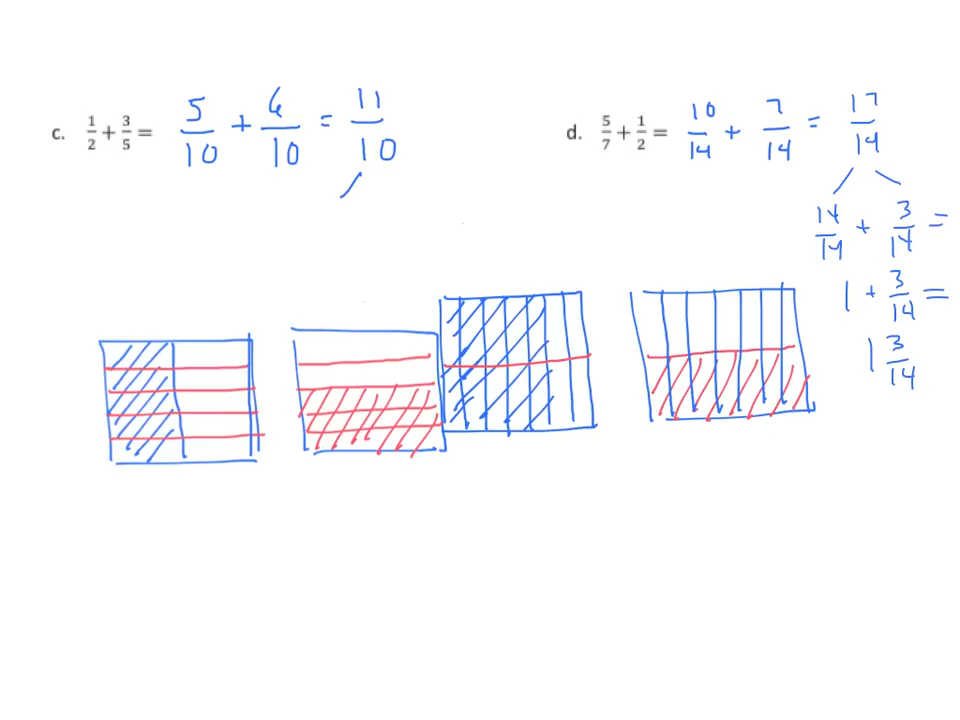 c. 1/2 + 3/5 = 5/10 + 6/10 = 11/10
d. 5/7 + 1/2 = 10/14 + 7/14 = 17/14
14/14 + 3/14 =
1 + 3/14 =
1 3/14